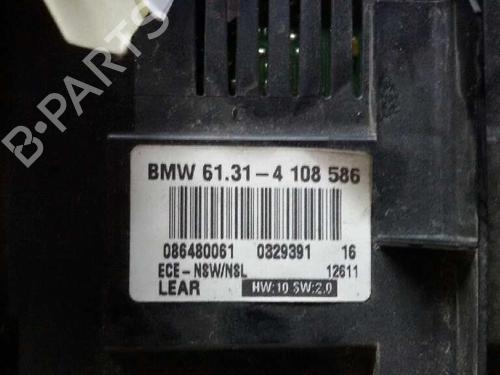 B-PARTS
BMW 61.31-4 108 586
086480061 0329391 16
ECE-NSW/NSL 12611
LEAR HW:10 SW:2.0